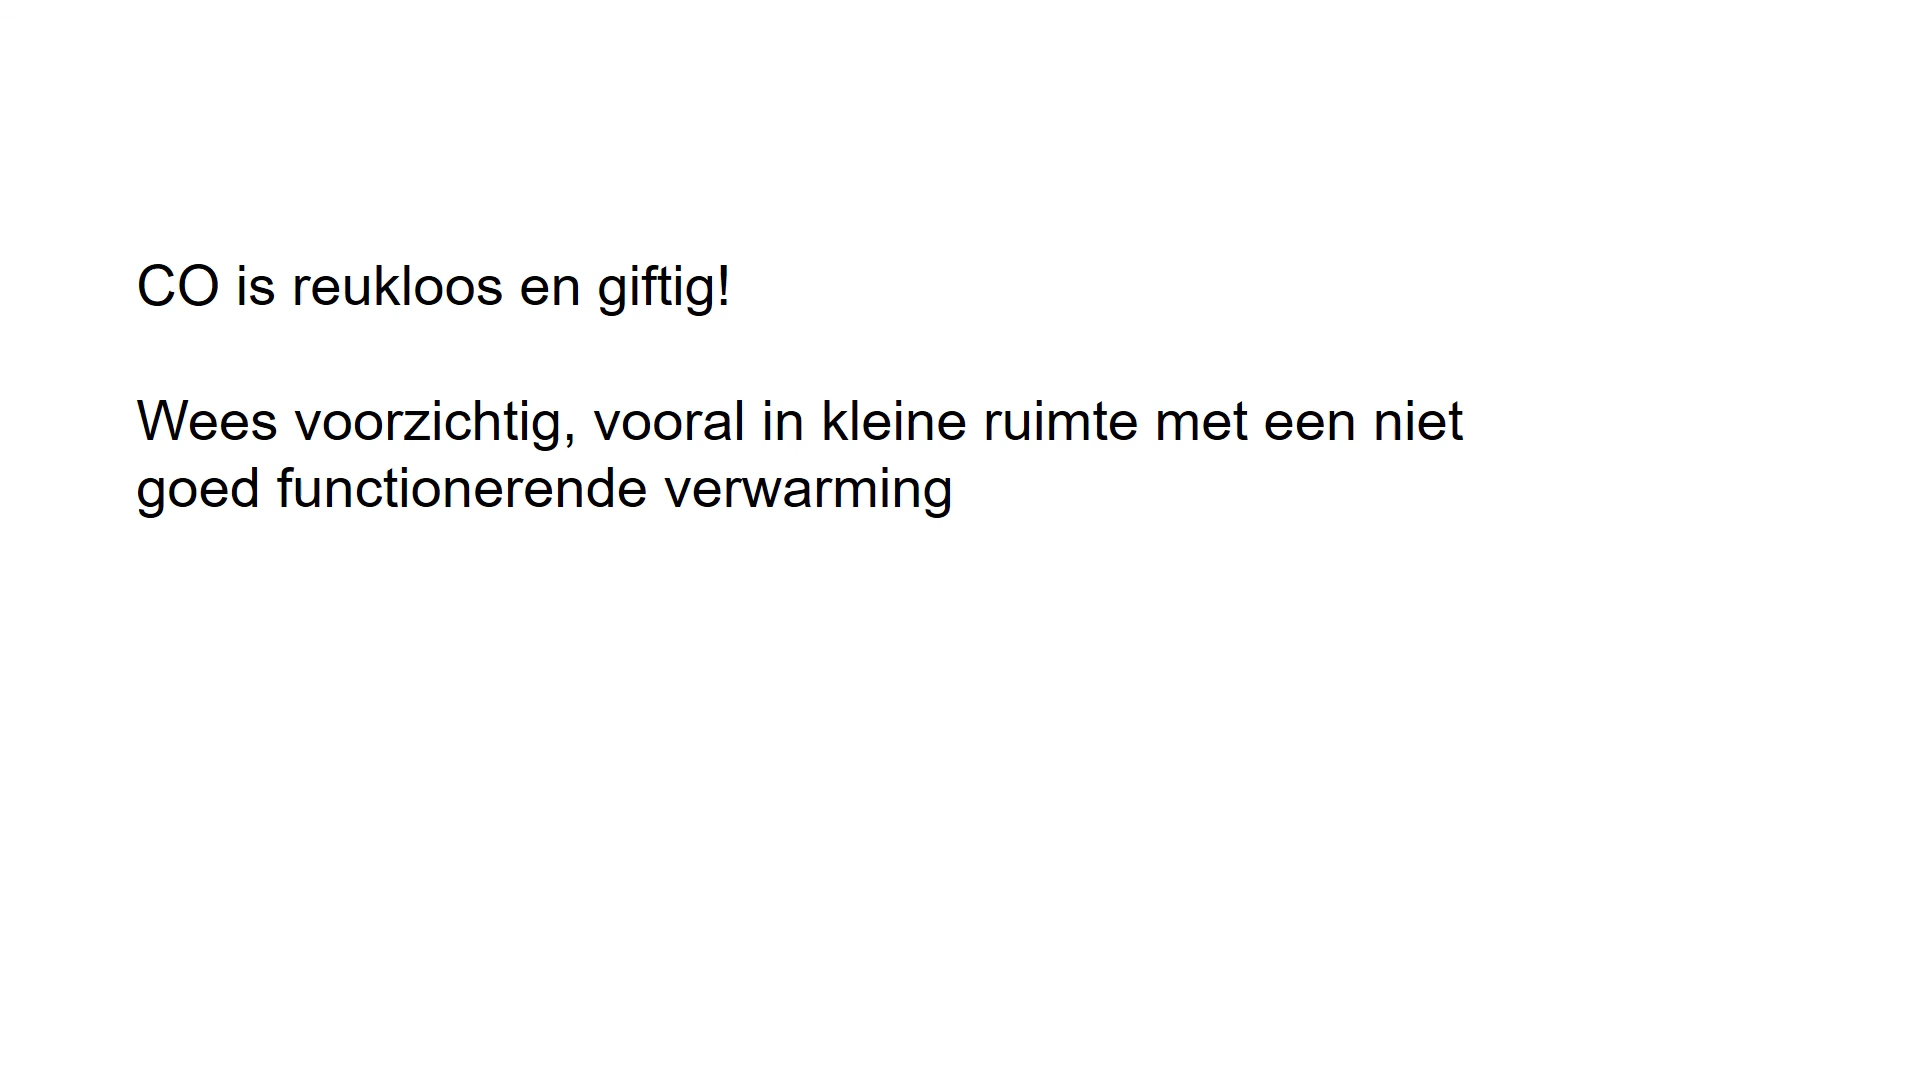 CO is reukloos en giftig!
Wees voorzichtig, vooral in kleine ruimte met een niet
goed functionerende verwarming